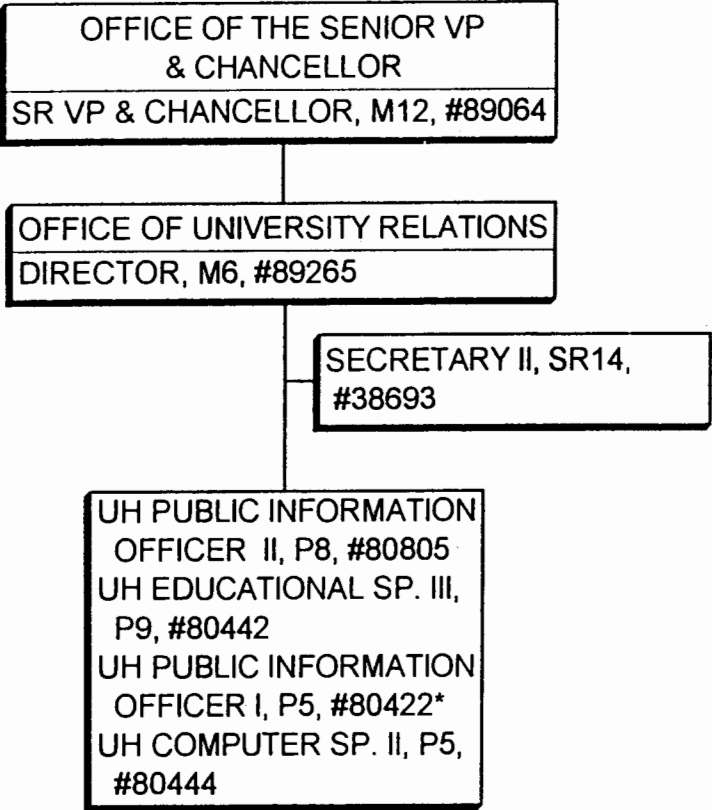 OFFICE OF THE SENIOR VP
& CHANCELLOR
SR VP & CHANCELLOR, M12, #89064
OFFICE OF UNIVERSITY RELATIONS
DIRECTOR, M6, #89265
SECRETARY II, SR14,
#38693
UH PUBLIC INFORMATION
OFFICER II, P8, #80805
UH EDUCATIONAL SP. III,
P9, #80442
UH PUBLIC INFORMATION
OFFICER I, P5, #80422*
UH COMPUTER SP. II, P5,
#80444